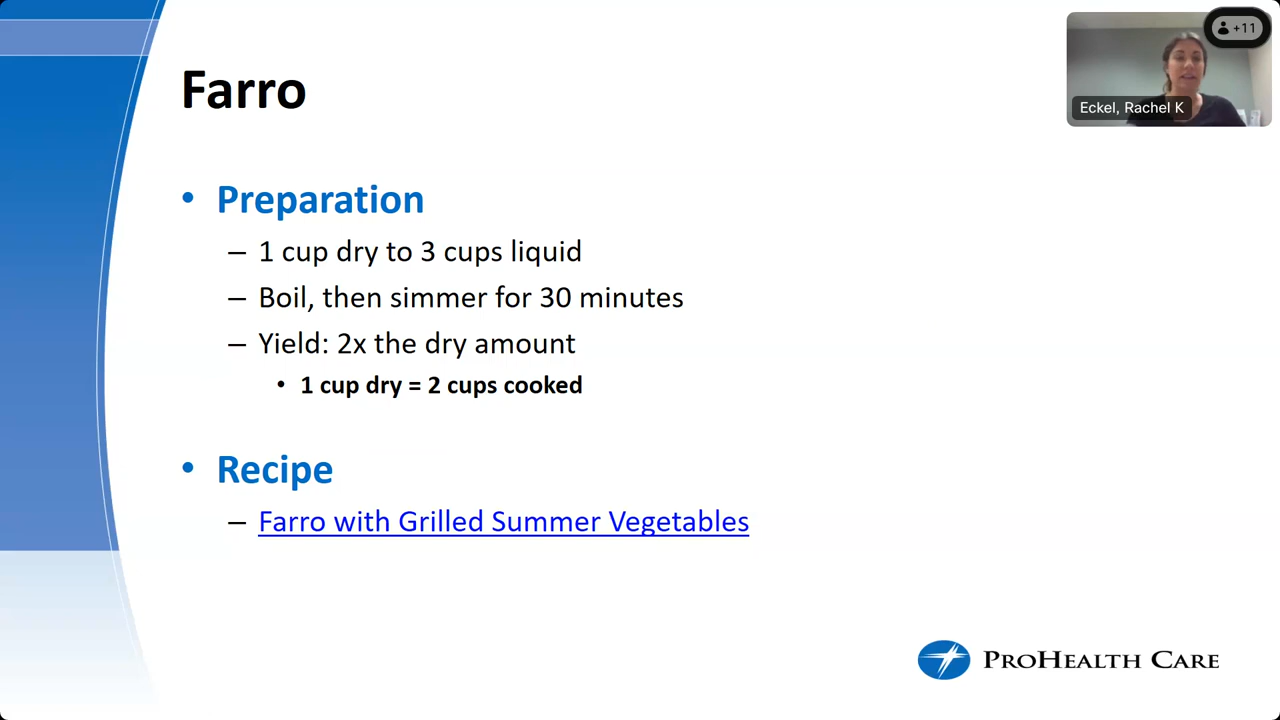 Farro
+11
Eckel, Rachel K
• Preparation
– 1 cup dry to 3 cups liquid
– Boil, then simmer for 30 minutes
– Yield: 2x the dry amount
• 1 cup dry = 2 cups cooked
• Recipe
– Farro with Grilled Summer Vegetables
PROHEALTH CARE